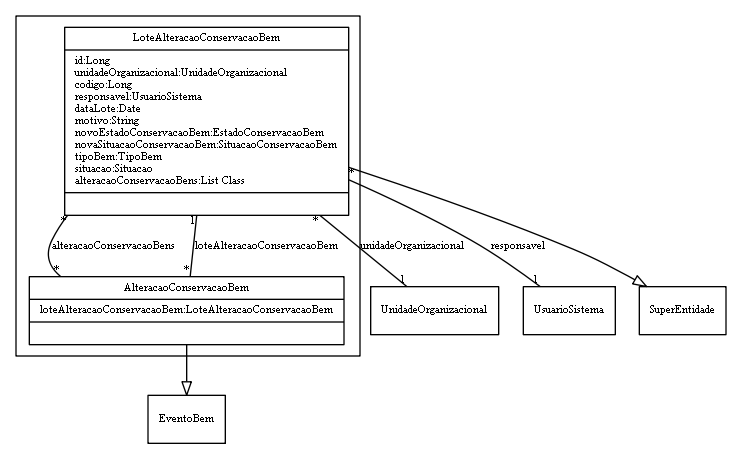 LoteAlteracaoConservacaoBem
id:Long
unidadeOrganizacional:UnidadeOrganizacional
codigo:Long
responsavel:UsuarioSistema
dataLote:Date
motivo:String
novoEstadoConservacaoBem:EstadoConservacaoBem
novaSituacaoConservacaoBem:SituacaoConservacaoBem
tipoBem:TipoBem
situacao:Situacao
alteracaoConservacaoBens:List Class
*
* 1 *
alteracaoConservacaoBens loteAlteracaoConservacaoBem unidadeOrganizacional responsavel
* * 1 1
AlteracaoConservacaoBem
loteAlteracaoConservacaoBem:LoteAlteracaoConservacaoBem
UnidadeOrganizacional UsuarioSistema SuperEntidade
EventoBem